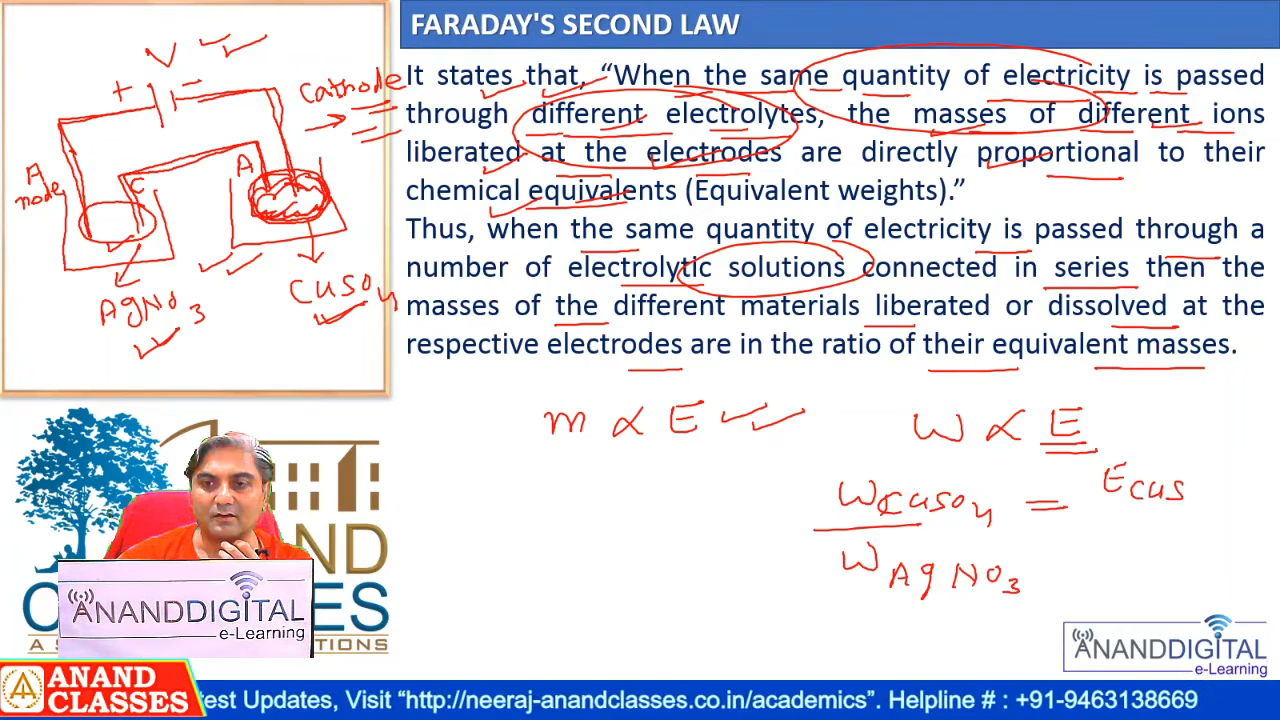 FARADAY'S SECOND LAW
It states that, “When the same quantity of electricity is passed
through different electrolytes, the masses of different ions
liberated at the electrodes are directly proportional to their
chemical equivalents (Equivalent weights).”
Thus, when the same quantity of electricity is passed through a
number of electrolytic solutions connected in series then the
masses of the different materials liberated or dissolved at the
respective electrodes are in the ratio of their equivalent masses.
V
+ −
Cathode
A
node
C
A
AgNO3
CuSO4
m ∝ E
W ∝ E
WCuSO4 = ECuS
WAgNO3
AND
C ES
A S TIONS
ANANDDIGITAL
e-Learning
ANANDDIGITAL
e-Learning
ANAND
CLASSES
test Updates, Visit “http://neeraj-anandclasses.co.in/academics”. Helpline # : +91-9463138669